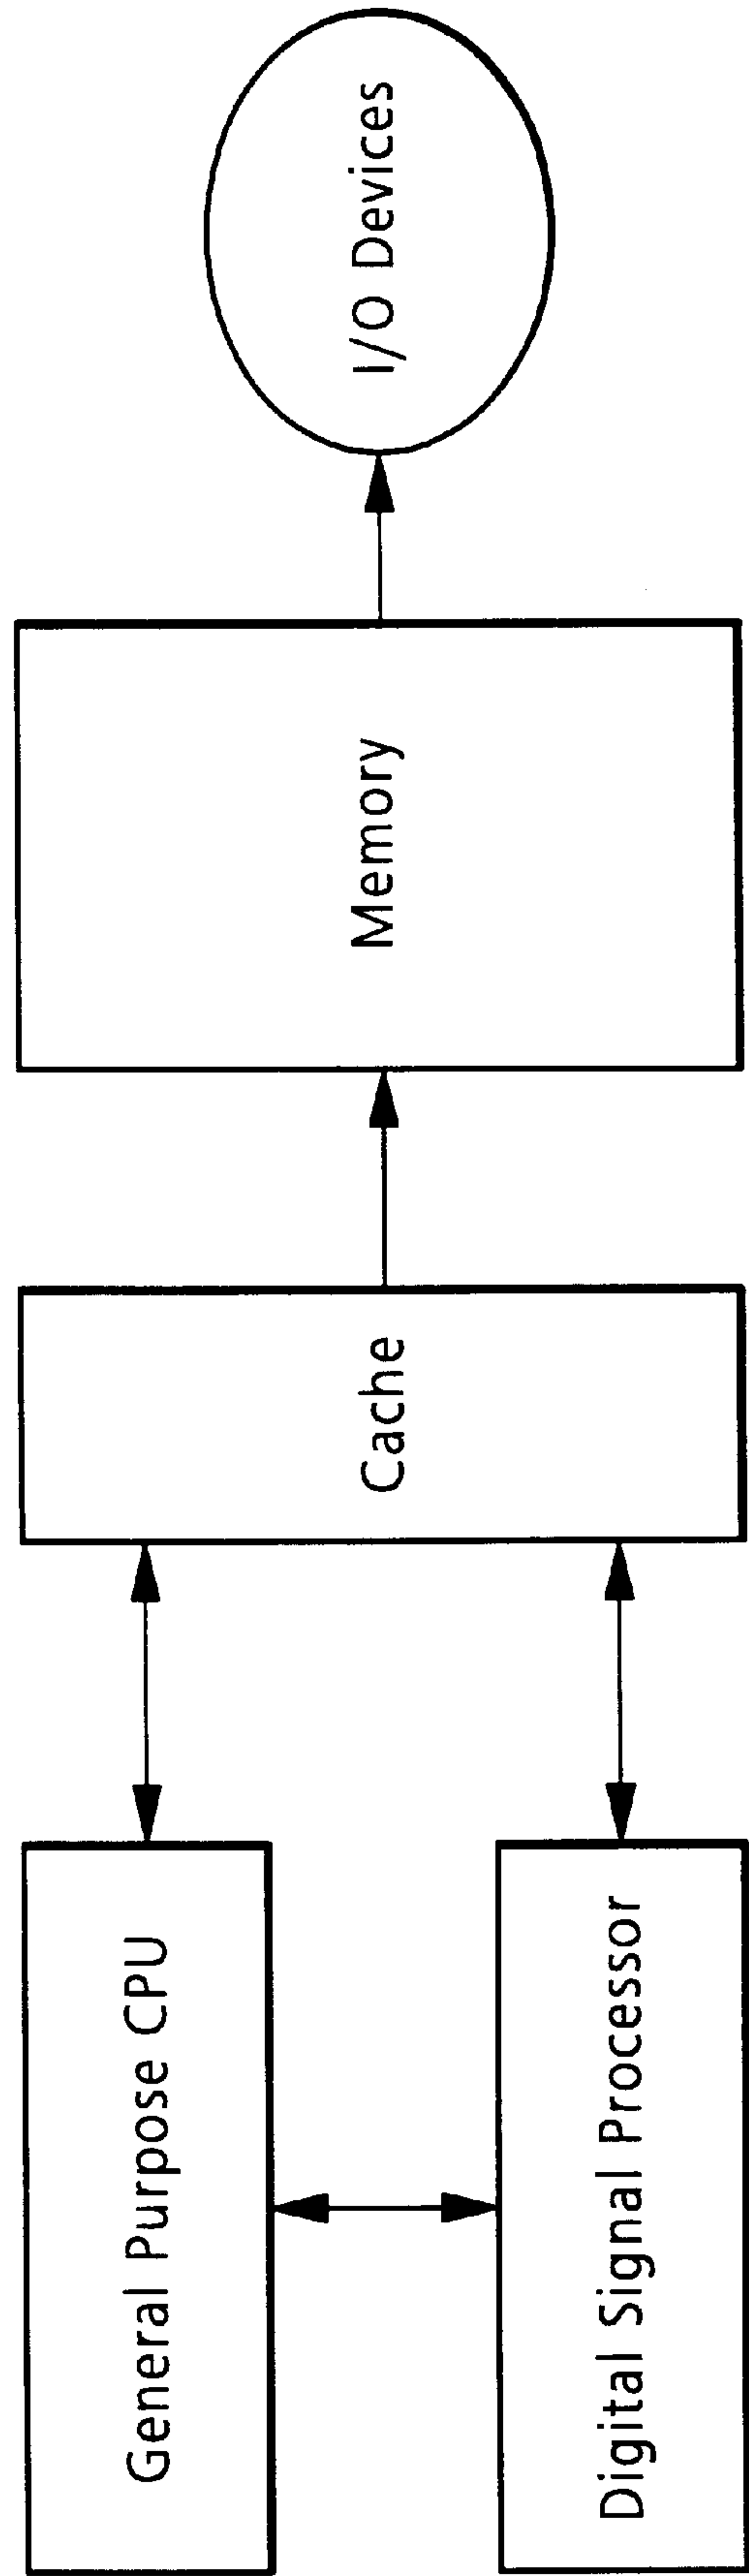 General Purpose CPU
Digital Signal Processor
Cache
Memory
I/O Devices